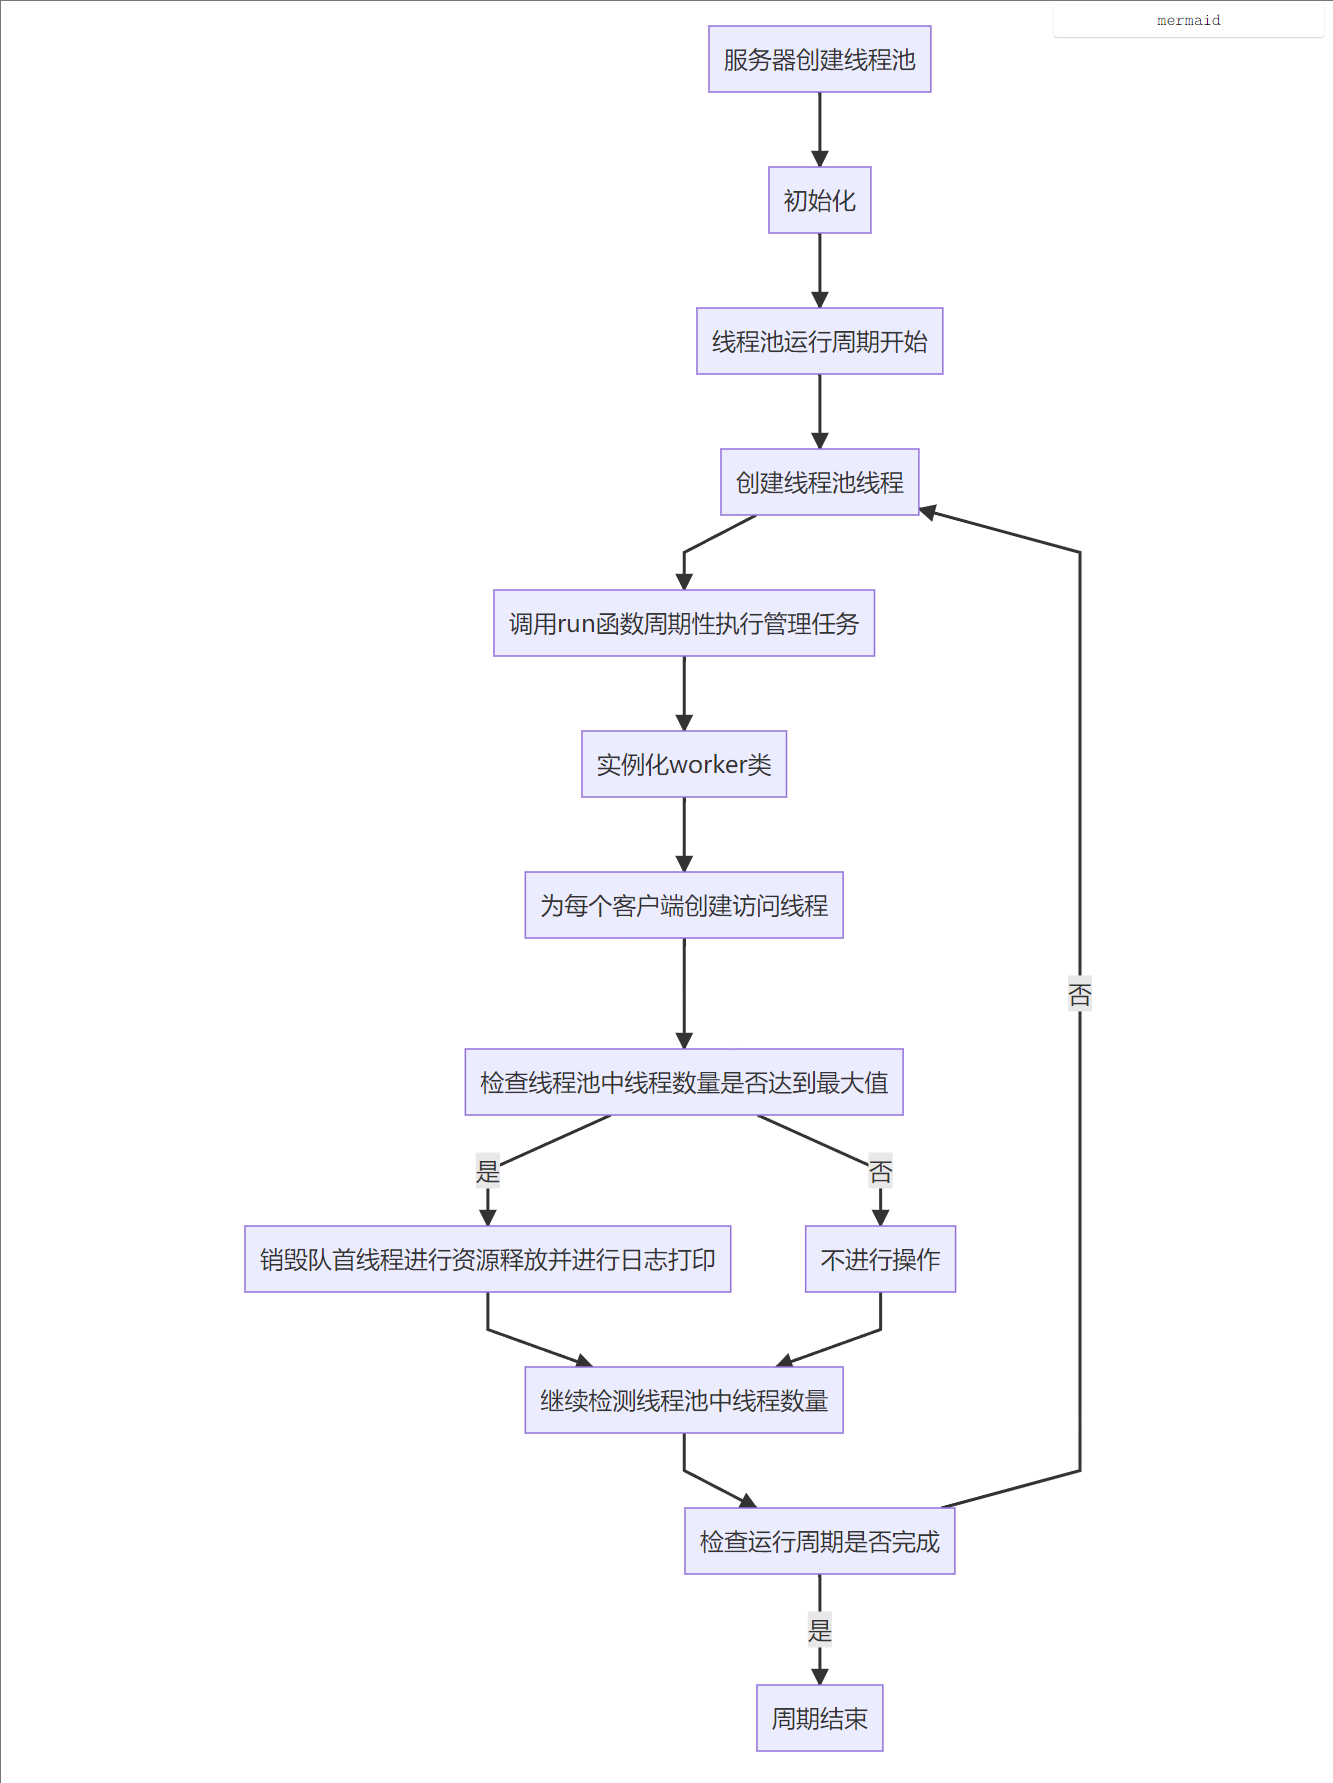 mermaid
服务器创建线程池
初始化
线程池运行周期开始
创建线程池线程
调用run函数周期性执行管理任务
实例化worker类
为每个客户端创建访问线程
否
检查线程池中线程数量是否达到最大值
是
否
销毁队首线程进行资源释放并进行日志打印
不进行操作
继续检测线程池中线程数量
检查运行周期是否完成
是
周期结束